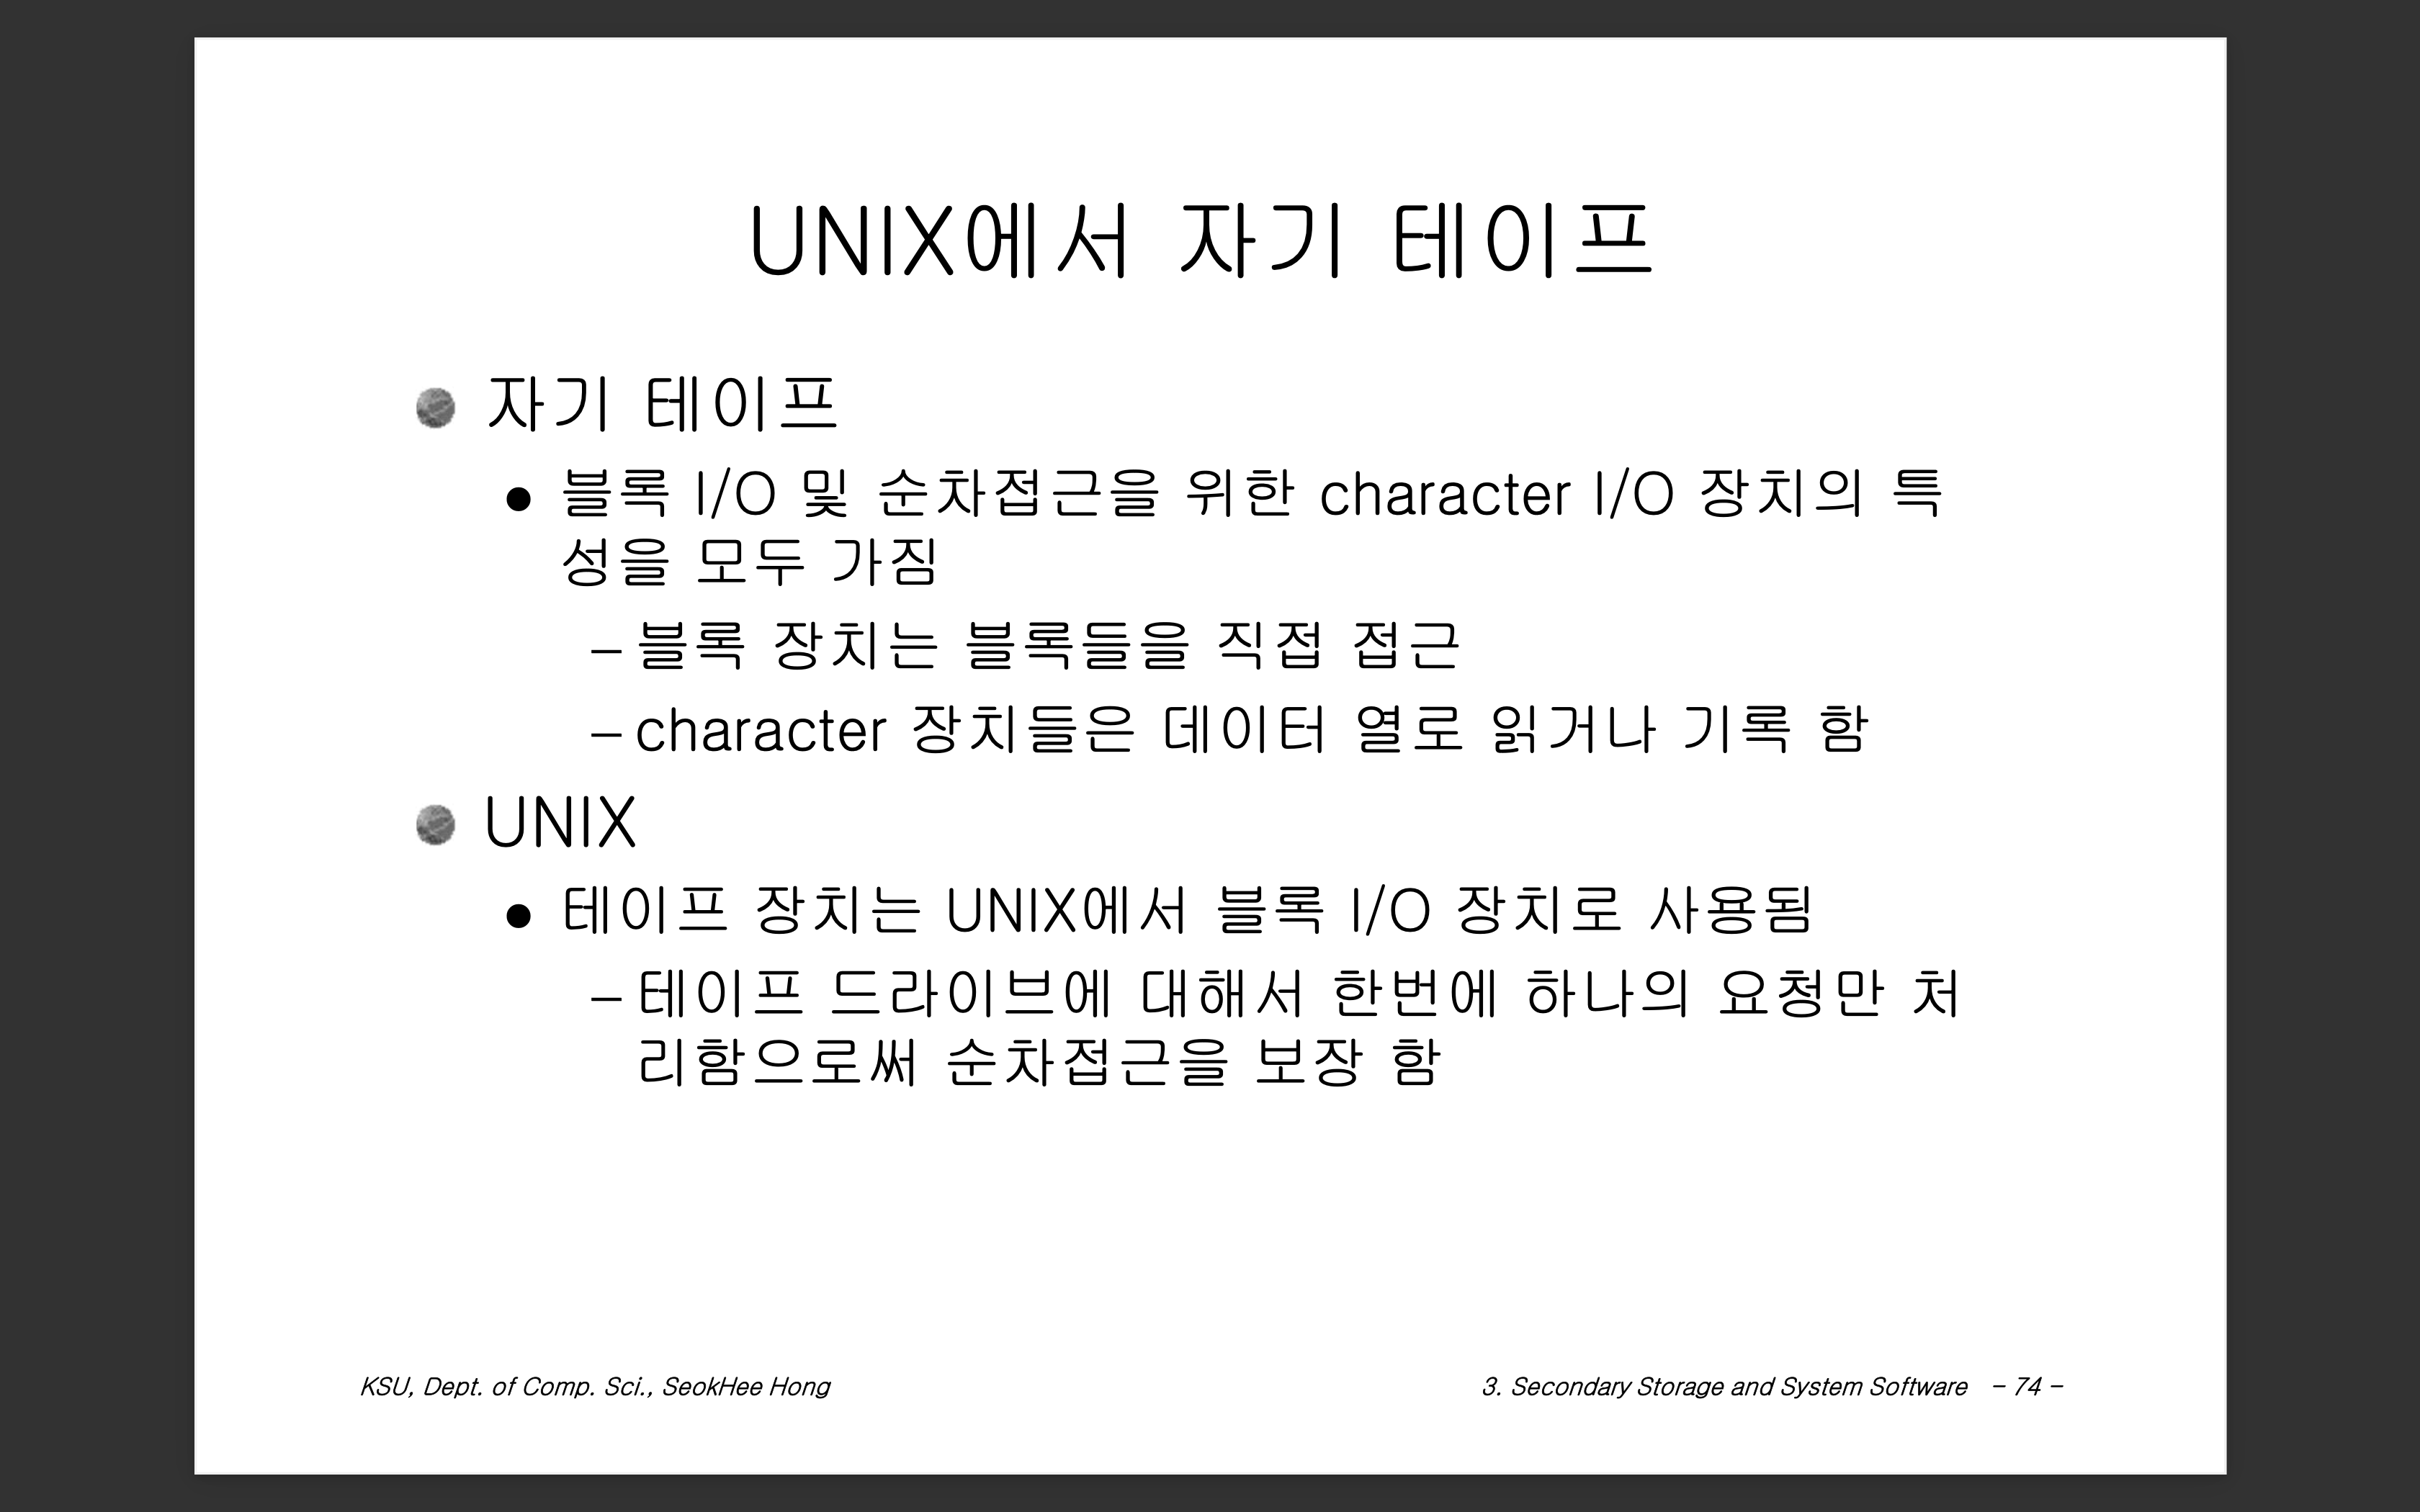 UNIX에서 자기 테이프
자기 테이프
● 블록 I/O 및 순차접근을 위한 character I/O 장치의 특
성을 모두 가짐
– 블록 장치는 블록들을 직접 접근
– character 장치들은 데이터 열로 읽거나 기록 함
UNIX
● 테이프 장치는 UNIX에서 블록 I/O 장치로 사용됨
– 테이프 드라이브에 대해서 한번에 하나의 요청만 처
리함으로써 순차접근을 보장 함
KSU, Dept. of Comp. Sci., SeokHee Hong
3. Secondary Storage and System Software – 74 –